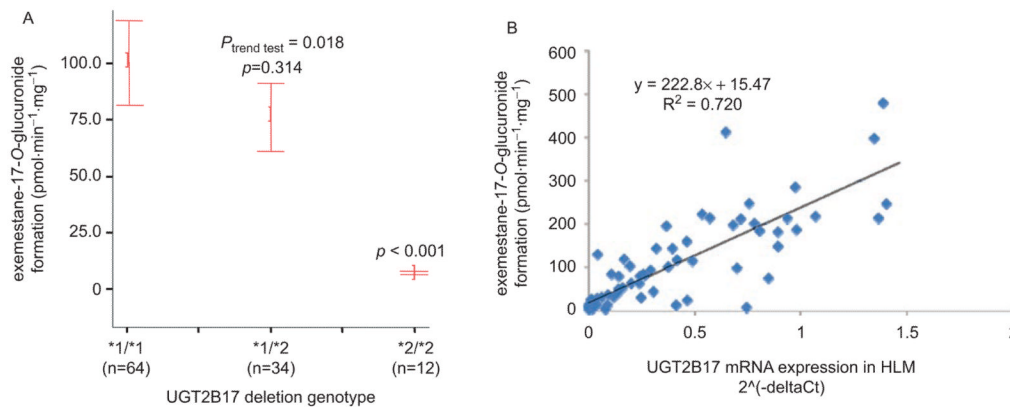 A
exemestane-17-O-glucuronide
formation (pmol·min⁻¹·mg⁻¹)
100.0
75.0
50.0
25.0
0
P trend test = 0.018
p=0.314
p < 0.001
*1/*1
(n=64)
*1/*2
(n=34)
*2/*2
(n=12)
UGT2B17 deletion genotype
B
exemestane-17-O-glucuronide
formation (pmol·min⁻¹·mg⁻¹)
600
500
400
300
200
100
0
y = 222.8× + 15.47
R² = 0.720
0
0.5
1
1.5
2
UGT2B17 mRNA expression in HLM
2^(-deltaCt)